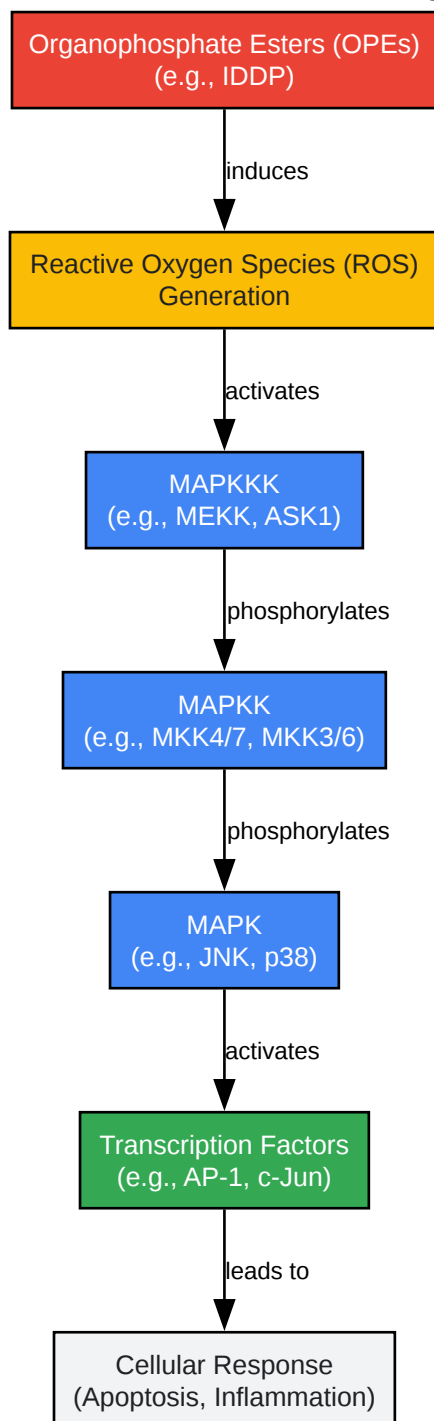 Organophosphate Esters (OPEs)
(e.g., IDDP)
induces
Reactive Oxygen Species (ROS)
Generation
activates
MAPKKK
(e.g., MEKK, ASK1)
phosphorylates
MAPKK
(e.g., MKK4/7, MKK3/6)
phosphorylates
MAPK
(e.g., JNK, p38)
activates
Transcription Factors
(e.g., AP-1, c-Jun)
leads to
Cellular Response
(Apoptosis, Inflammation)